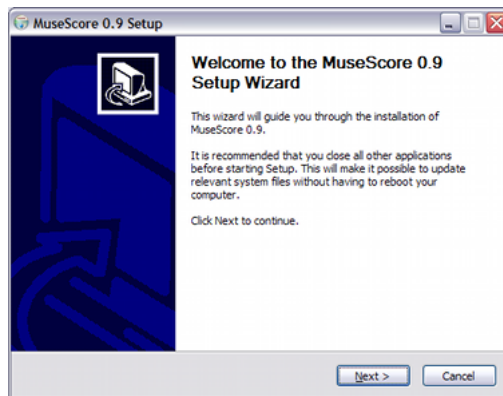 MuseScore 0.9 Setup
Welcome to the MuseScore 0.9
Setup Wizard
This wizard will guide you through the installation of
MuseScore 0.9.
It is recommended that you close all other applications
before starting Setup. This will make it possible to update
relevant system files without having to reboot your
computer.
Click Next to continue.
Next > Cancel